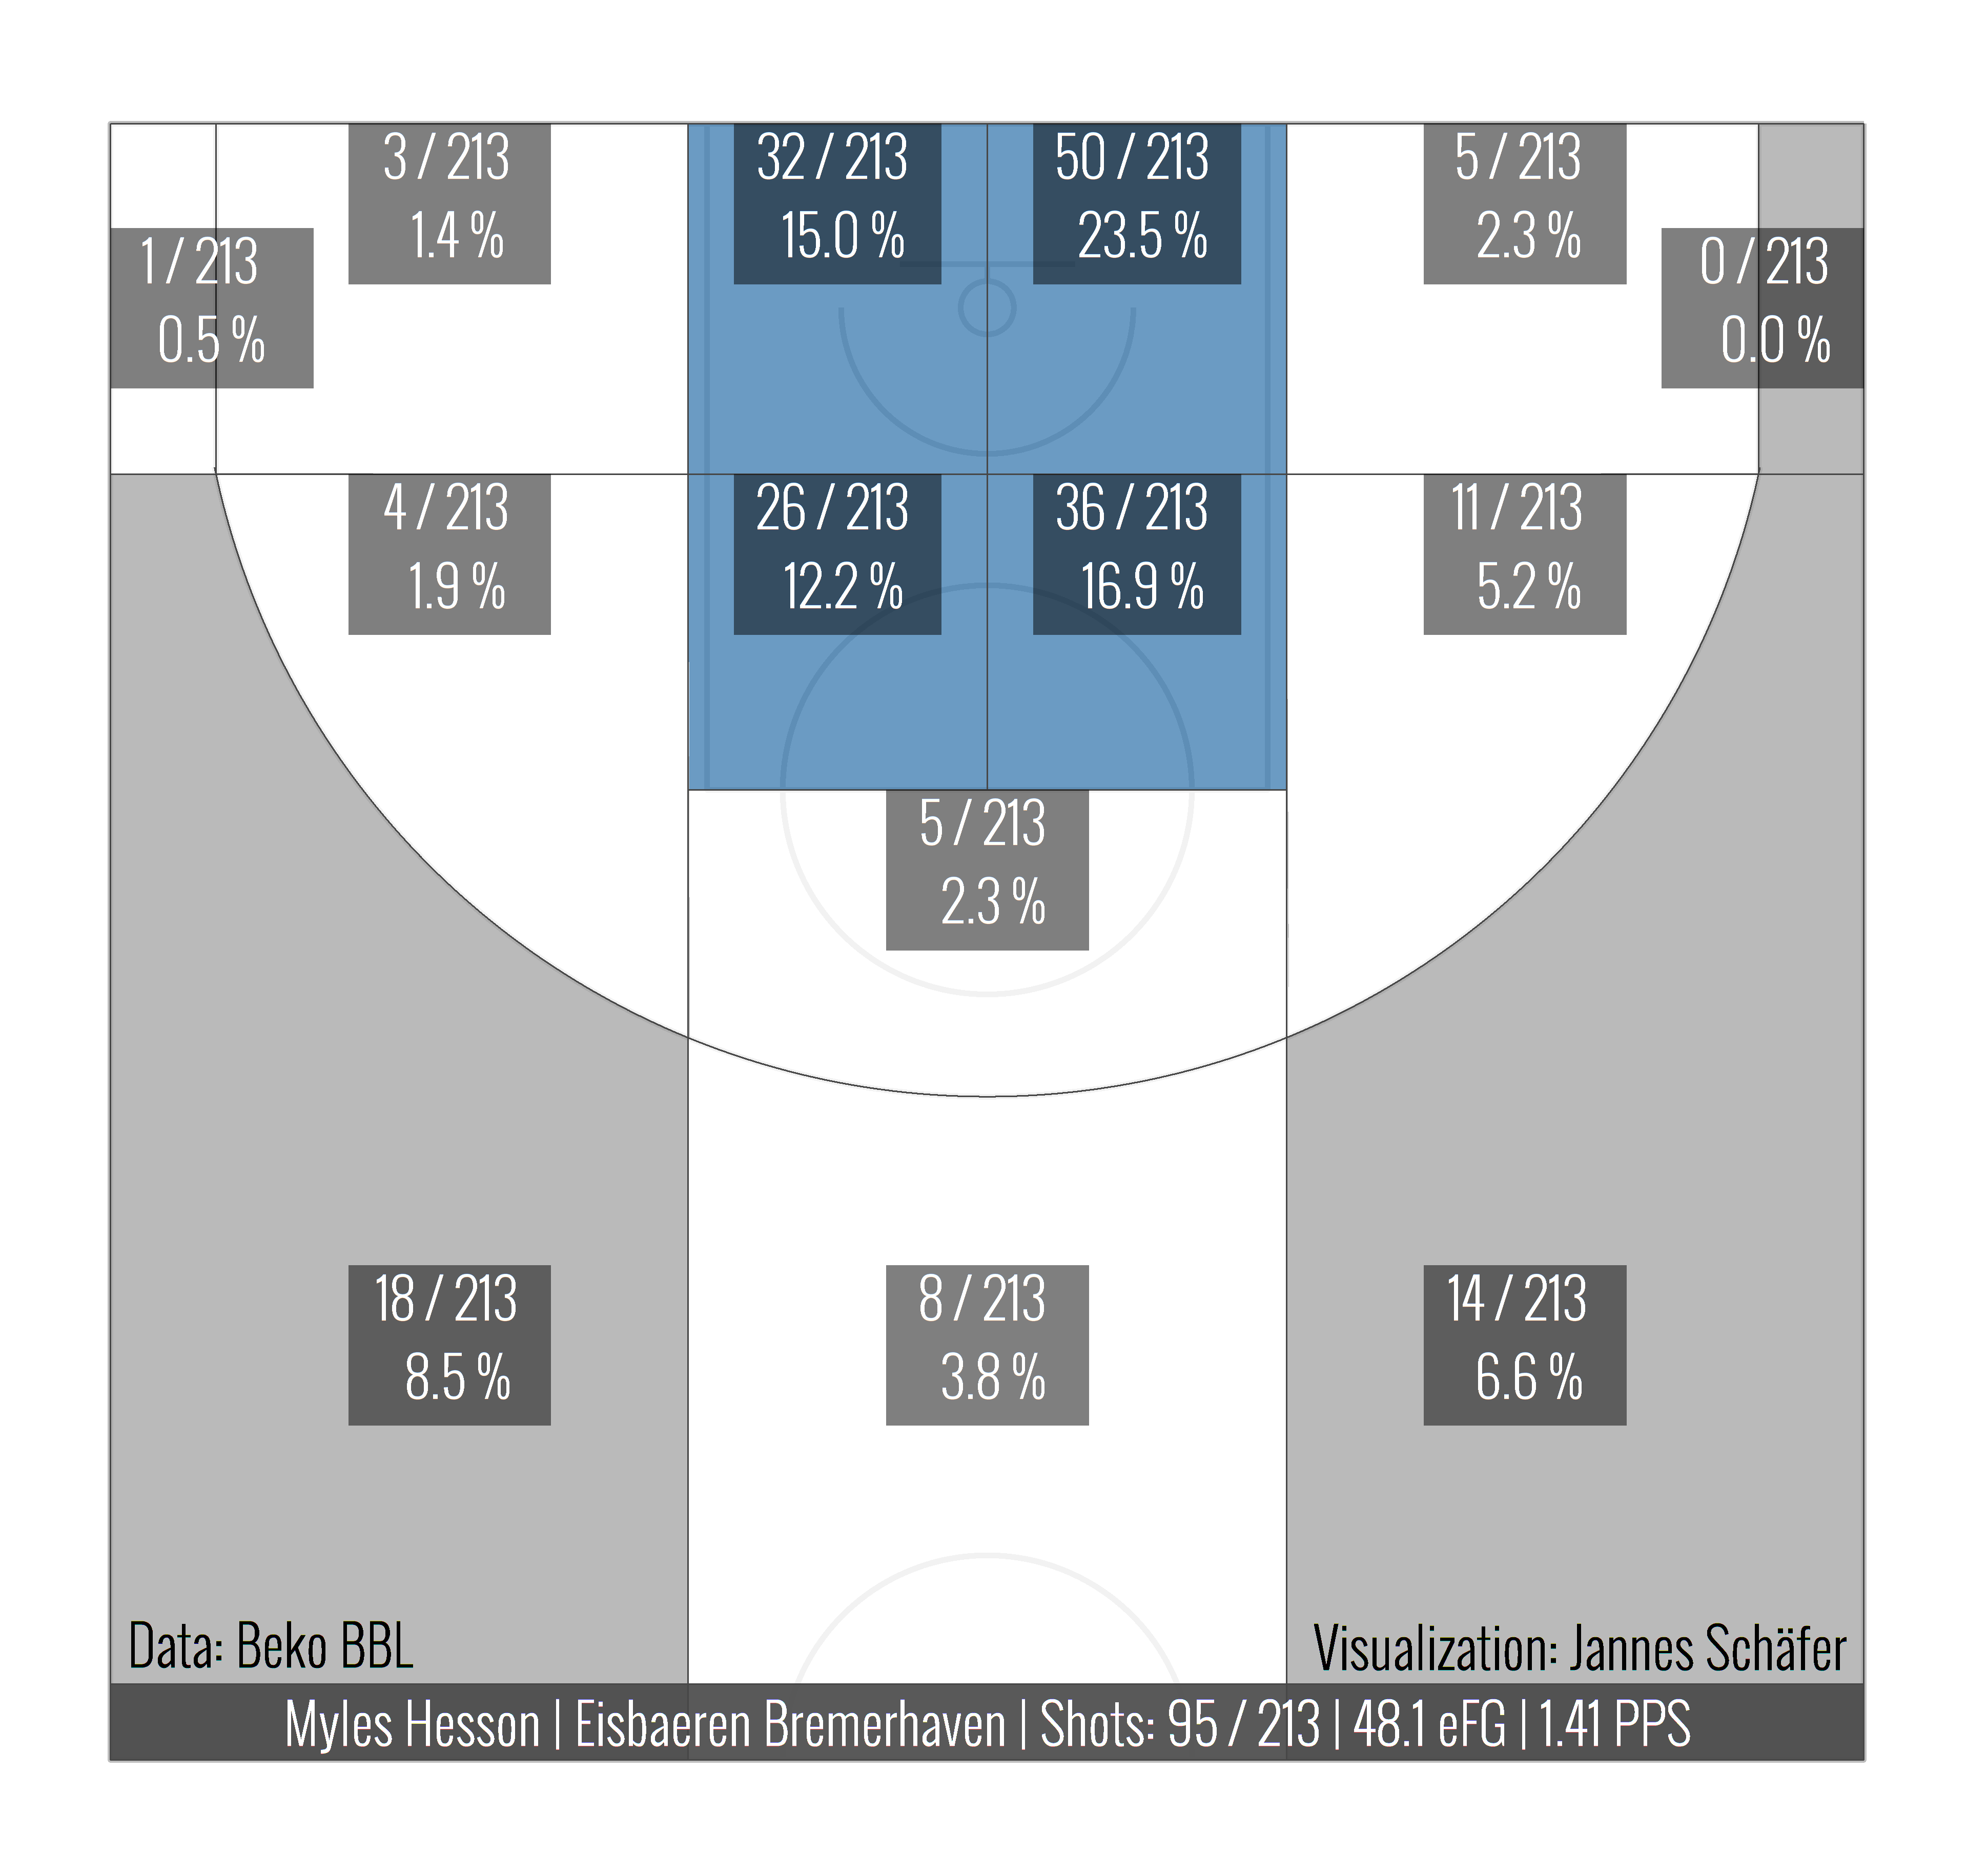 3 / 213
1.4 %
32 / 213
15.0 %
50 / 213
23.5 %
5 / 213
2.3 %
1 / 213
0.5 %
0 / 213
0.0 %
4 / 213
1.9 %
26 / 213
12.2 %
36 / 213
16.9 %
11 / 213
5.2 %
5 / 213
2.3 %
18 / 213
8.5 %
8 / 213
3.8 %
14 / 213
6.6 %
Data: Beko BBL
Visualization: Jannes Schäfer
Myles Hesson | Eisbaeren Bremerhaven | Shots: 95 / 213 | 48.1 eFG | 1.41 PPS